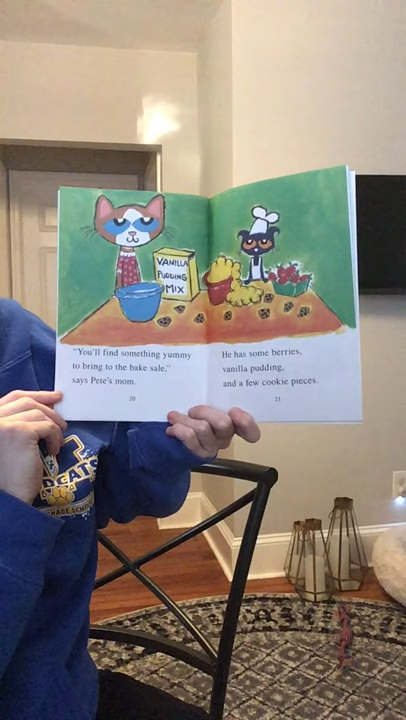 VANILLA
PUDDING
MIX
"You'll find something yummy
to bring to the bake sale,"
says Pete's mom.
20
He has some berries,
vanilla pudding,
and a few cookie pieces.
21